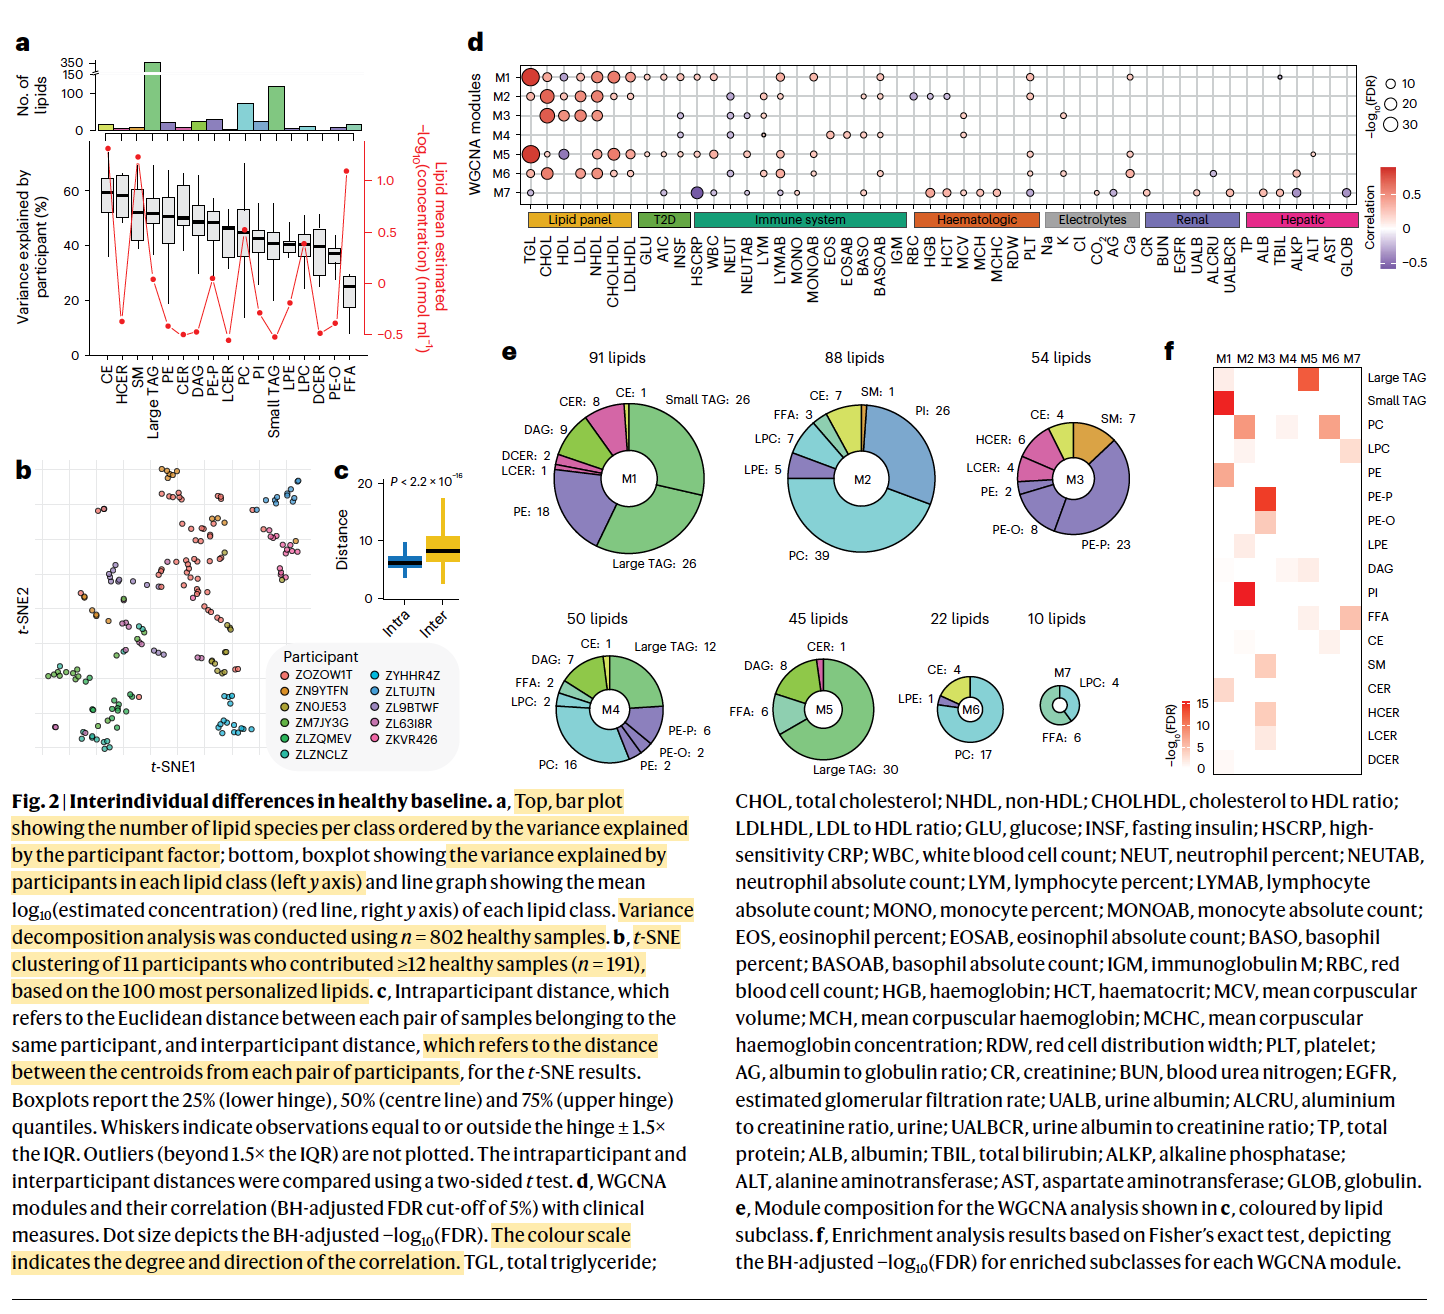 a
No. of lipids
350
150
100
0
Variance explained by participant (%)
60
40
20
0
1.0
0.5
0
−0.5
Lipid mean estimated
−log10(concentration) (nmol ml−1)
CE
HCER
SM
Large TAG
PE
CER
DAG
PE-P
LCER
PC
PI
Small TAG
LPE
LPC
DCER
PE-O
FFA
b
t-SNE2
t-SNE1
Participant
ZOZOW1T
ZN9YTFN
ZN0JE53
ZM7JY3G
ZLZQMEV
ZLZNCLZ
ZYHHR4Z
ZLTUJTN
ZL9BTWF
ZL63I8R
ZKVR426
c
P < 2.2 × 10−16
Distance
20
10
0
Intra
Inter
d
WGCNA modules
M1
M2
M3
M4
M5
M6
M7
Lipid panel
T2D
Immune system
Haematologic
Electrolytes
Renal
Hepatic
TGL
CHOL
HDL
LDL
NHDL
CHOLHDL
LDLHDL
GLU
A1C
INSF
HSCRP
WBC
NEUT
NEUTAB
LYM
LYMAB
MONO
MONOAB
EOS
EOSAB
BASO
BASOAB
IGM
RBC
HGB
HCT
MCV
MCH
MCHC
RDW
PLT
Na
K
Cl
CO2
AG
Ca
CR
BUN
EGFR
UALB
ALCRU
UALBCR
TP
ALB
TBIL
ALKP
ALT
AST
GLOB
−log10(FDR)
10
20
30
Correlation
0.5
0
−0.5
e
91 lipids
M1
CE: 1
Small TAG: 26
Large TAG: 26
PE: 18
LCER: 1
DCER: 2
DAG: 9
CER: 8
88 lipids
M2
SM: 1
PI: 26
PC: 39
LPE: 5
LPC: 7
FFA: 3
CE: 7
54 lipids
M3
SM: 7
PE-P: 23
PE-O: 8
PE: 2
LCER: 4
HCER: 6
CE: 4
50 lipids
M4
CE: 1
Large TAG: 12
PE-P: 6
PE-O: 2
PE: 2
PC: 16
LPC: 2
FFA: 2
DAG: 7
45 lipids
M5
CER: 1
DAG: 8
FFA: 6
Large TAG: 30
22 lipids
M6
CE: 4
LPE: 1
PC: 17
10 lipids
M7
LPC: 4
FFA: 6
f
M1 M2 M3 M4 M5 M6 M7
Large TAG
Small TAG
PC
LPC
PE
PE-P
PE-O
LPE
DAG
PI
FFA
CE
SM
CER
HCER
LCER
DCER
−log10(FDR)
15
10
5
0
Fig. 2 | Interindividual differences in healthy baseline. a, Top, bar plot
showing the number of lipid species per class ordered by the variance explained
by the participant factor; bottom, boxplot showing the variance explained by
participants in each lipid class (left y axis) and line graph showing the mean
log10(estimated concentration) (red line, right y axis) of each lipid class. Variance
decomposition analysis was conducted using n = 802 healthy samples. b, t-SNE
clustering of 11 participants who contributed ≥12 healthy samples (n = 191),
based on the 100 most personalized lipids. c, Intraparticipant distance, which
refers to the Euclidean distance between each pair of samples belonging to the
same participant, and interparticipant distance, which refers to the distance
between the centroids from each pair of participants, for the t-SNE results.
Boxplots report the 25% (lower hinge), 50% (centre line) and 75% (upper hinge)
quantiles. Whiskers indicate observations equal to or outside the hinge ± 1.5×
the IQR. Outliers (beyond 1.5× the IQR) are not plotted. The intraparticipant and
interparticipant distances were compared using a two-sided t test. d, WGCNA
modules and their correlation (BH-adjusted FDR cut-off of 5%) with clinical
measures. Dot size depicts the BH-adjusted −log10(FDR). The colour scale
indicates the degree and direction of the correlation. TGL, total triglyceride;
CHOL, total cholesterol; NHDL, non-HDL; CHOLHDL, cholesterol to HDL ratio;
LDLHDL, LDL to HDL ratio; GLU, glucose; INSF, fasting insulin; HSCRP, high-
sensitivity CRP; WBC, white blood cell count; NEUT, neutrophil percent; NEUTAB,
neutrophil absolute count; LYM, lymphocyte percent; LYMAB, lymphocyte
absolute count; MONO, monocyte percent; MONOAB, monocyte absolute count;
EOS, eosinophil percent; EOSAB, eosinophil absolute count; BASO, basophil
percent; BASOAB, basophil absolute count; IGM, immunoglobulin M; RBC, red
blood cell count; HGB, haemoglobin; HCT, haematocrit; MCV, mean corpuscular
volume; MCH, mean corpuscular haemoglobin; MCHC, mean corpuscular
haemoglobin concentration; RDW, red cell distribution width; PLT, platelet;
AG, albumin to globulin ratio; CR, creatinine; BUN, blood urea nitrogen; EGFR,
estimated glomerular filtration rate; UALB, urine albumin; ALCRU, aluminium
to creatinine ratio, urine; UALBCR, urine albumin to creatinine ratio; TP, total
protein; ALB, albumin; TBIL, total bilirubin; ALKP, alkaline phosphatase;
ALT, alanine aminotransferase; AST, aspartate aminotransferase; GLOB, globulin.
e, Module composition for the WGCNA analysis shown in c, coloured by lipid
subclass. f, Enrichment analysis results based on Fisher's exact test, depicting
the BH-adjusted −log10(FDR) for enriched subclasses for each WGCNA module.